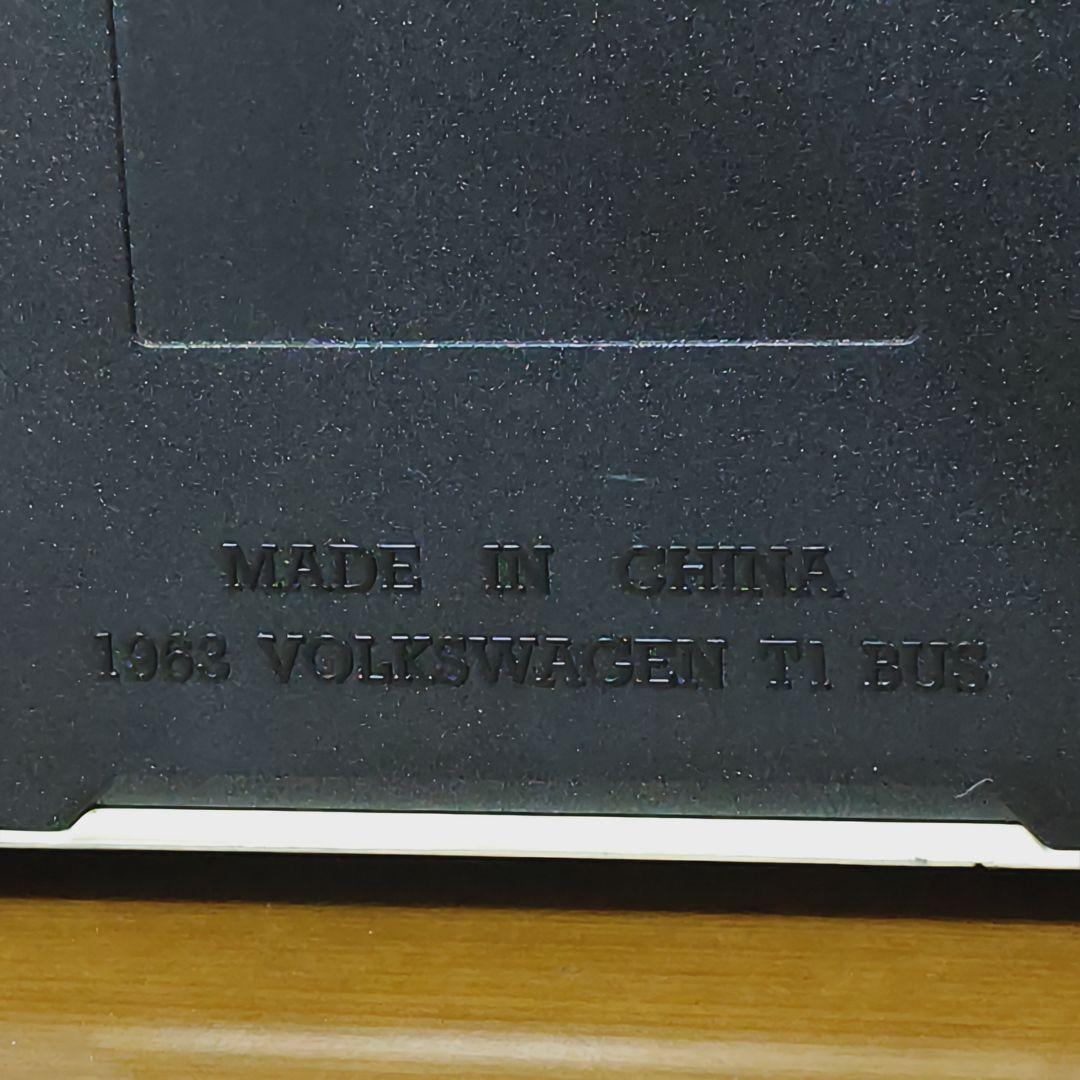 MADE IN CHINA
1963 VOLKSWAGEN T1 BUS